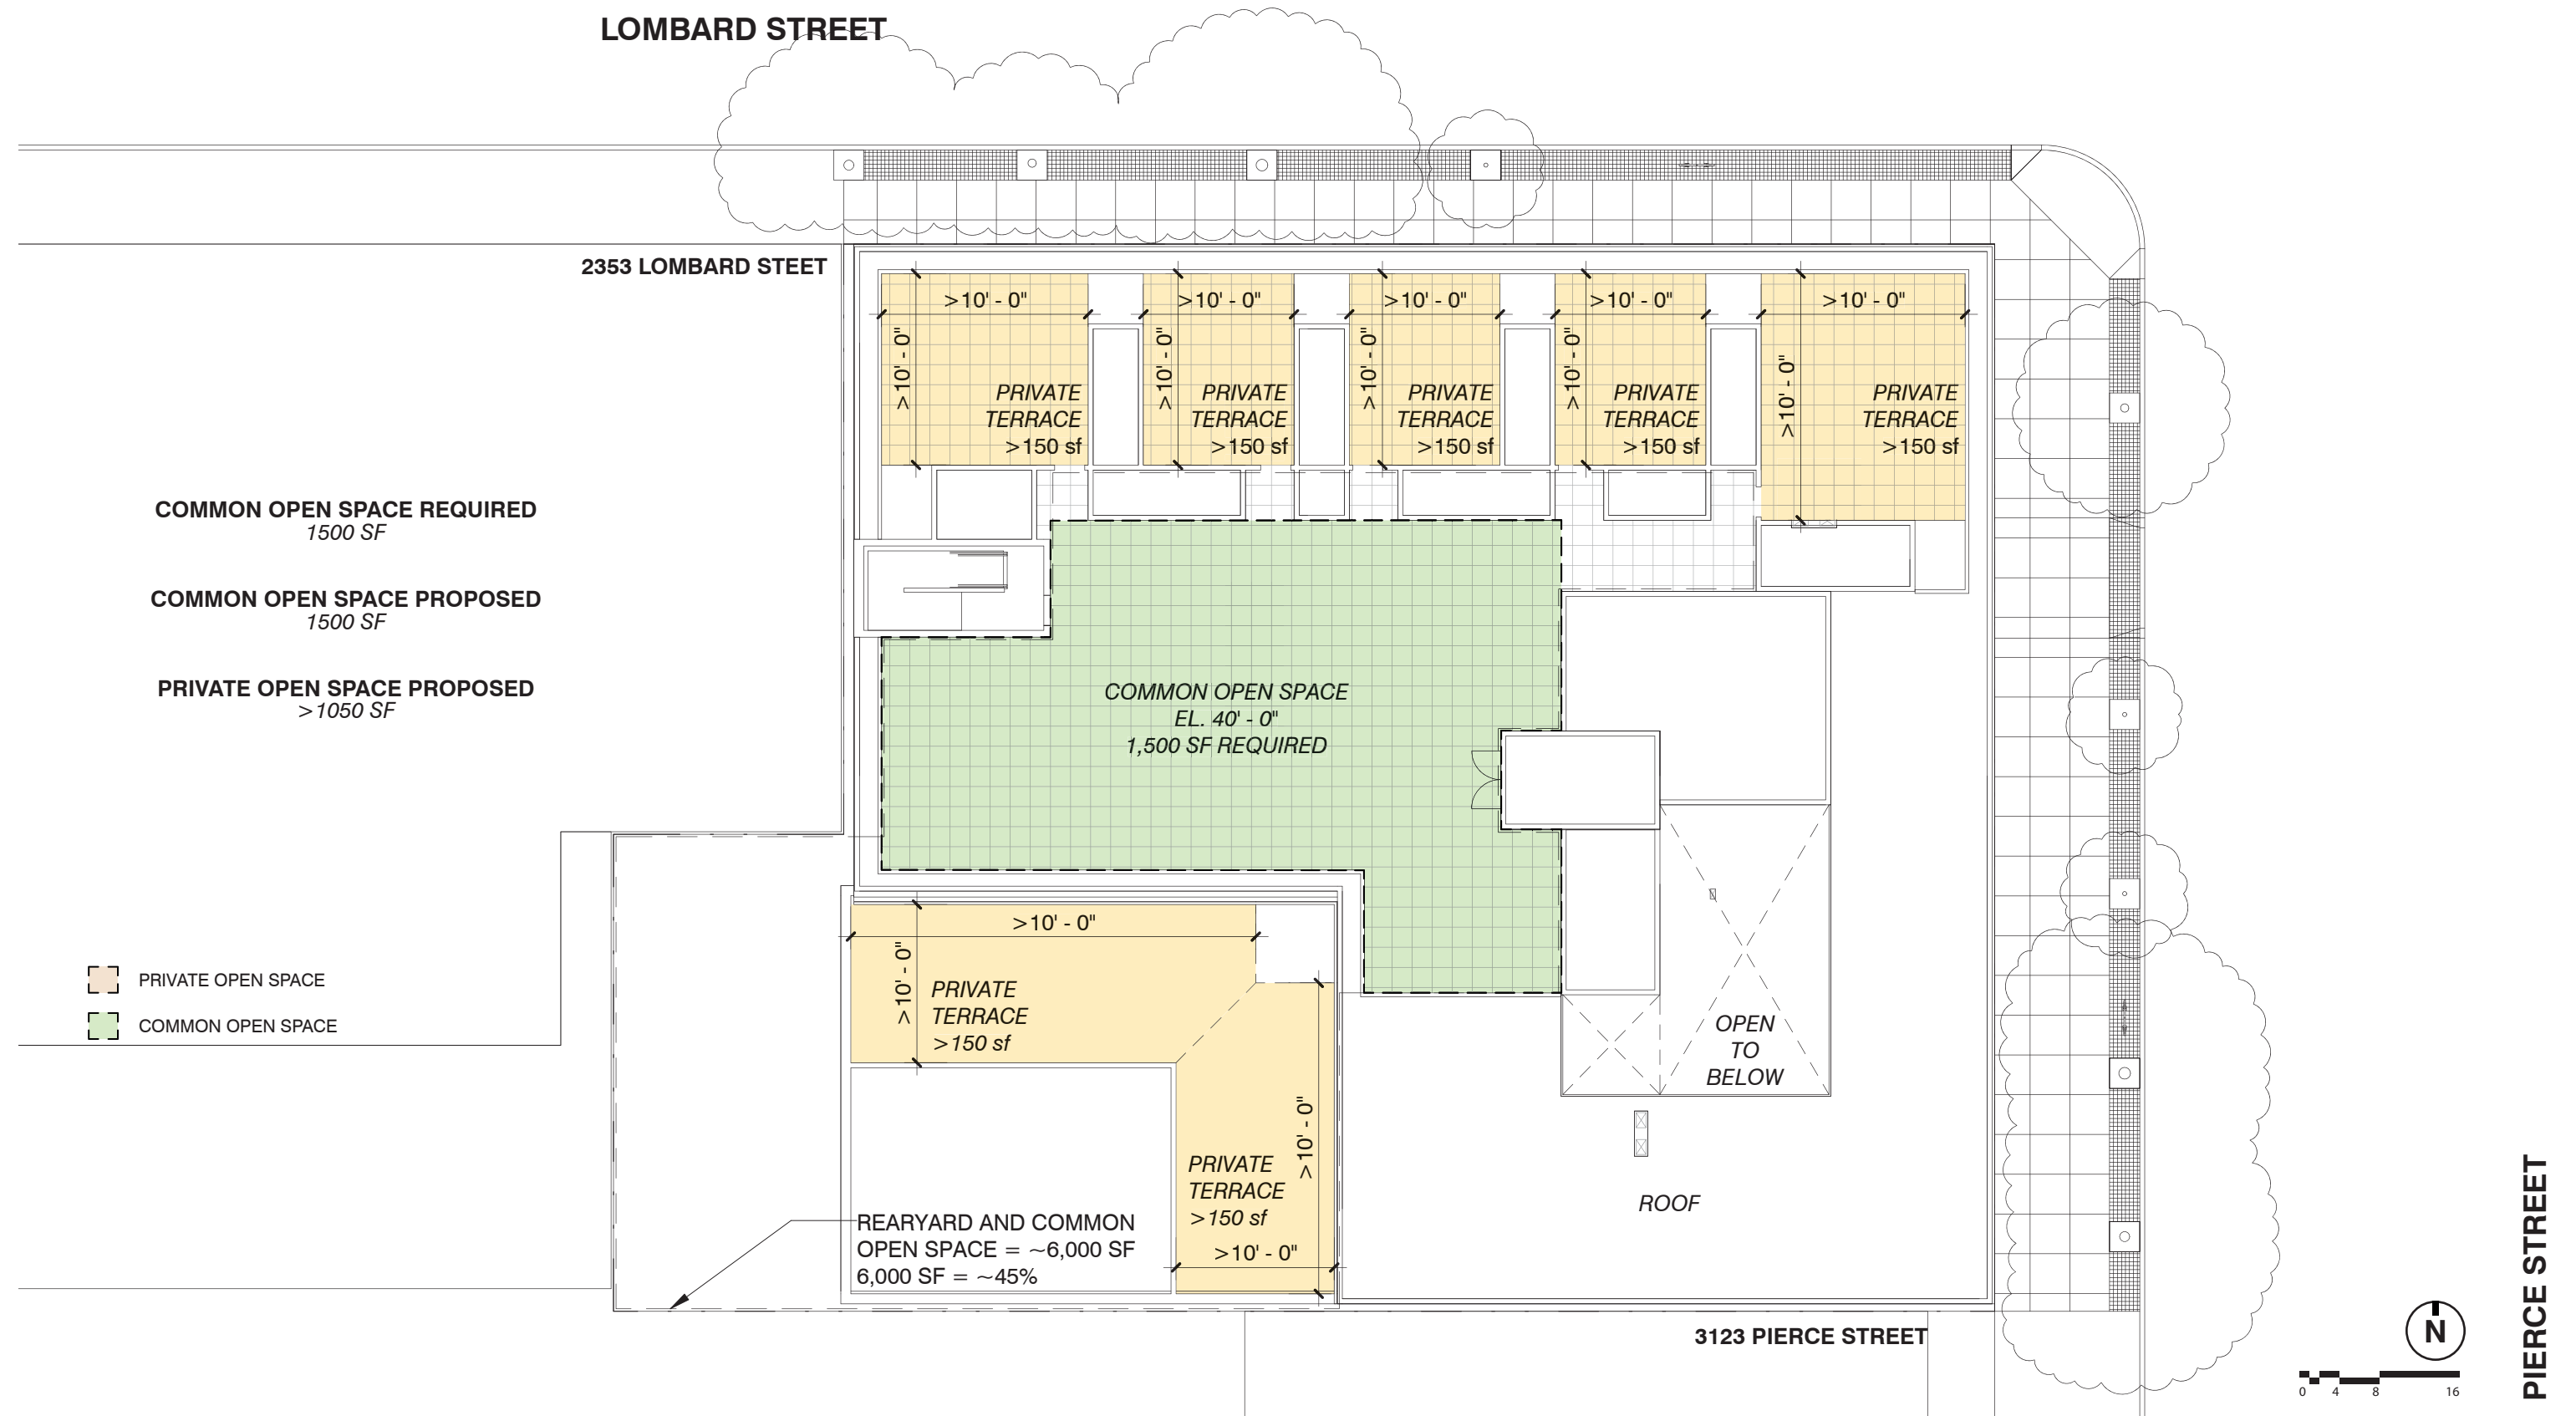 LOMBARD STREET
2353 LOMBARD STEET
>10' - 0"
>10' - 0"
>10' - 0"
>10' - 0"
>10' - 0"
>10' - 0"
>10' - 0"
>10' - 0"
>10' - 0"
>10' - 0"
PRIVATE
TERRACE
>150 sf
PRIVATE
TERRACE
>150 sf
PRIVATE
TERRACE
>150 sf
PRIVATE
TERRACE
>150 sf
PRIVATE
TERRACE
>150 sf
COMMON OPEN SPACE REQUIRED
1500 SF
COMMON OPEN SPACE PROPOSED
1500 SF
PRIVATE OPEN SPACE PROPOSED
>1050 SF
COMMON OPEN SPACE
EL. 40' - 0"
1,500 SF REQUIRED
PRIVATE OPEN SPACE
COMMON OPEN SPACE
>10' - 0"
>10' - 0"
PRIVATE
TERRACE
>150 sf
OPEN
TO
BELOW
>10' - 0"
PRIVATE
TERRACE
>150 sf
>10' - 0"
ROOF
REARYARD AND COMMON
OPEN SPACE = ~6,000 SF
6,000 SF = ~45%
3123 PIERCE STREET
PIERCE STREET
N
0 4 8 16